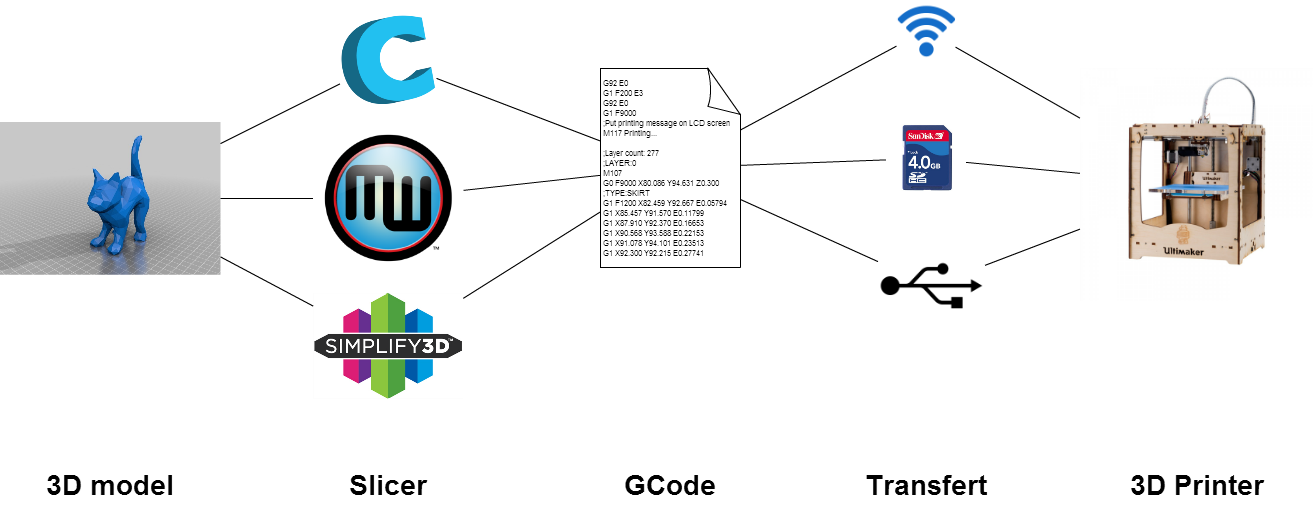 G92 E0
G1 F200 E3
G92 E0
G1 F9000
;Put printing message on LCD screen
M117 Printing...
;Layer count: 277
;LAYER:0
M107
G0 F9000 X80.086 Y94.631 Z0.300
;TYPE:SKIRT
G1 F1200 X82.459 Y92.667 E0.05794
G1 X85.457 Y91.570 E0.11799
G1 X87.910 Y92.370 E0.16653
G1 X90.568 Y93.588 E0.22153
G1 X91.078 Y94.101 E0.23513
G1 X92.300 Y92.215 E0.27741
C
MW
TM
SIMPLIFY3D
SanDisk
4.0GB
Ultimaker
Ultimaker
3D model
Slicer
GCode
Transfert
3D Printer